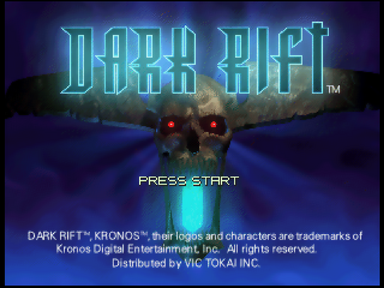 DARK RIFT™
PRESS START
DARK RIFT™, KRONOS™, their logos and characters are trademarks of
Kronos Digital Entertainment, Inc. All rights reserved.
Distributed by VIC TOKAI INC.